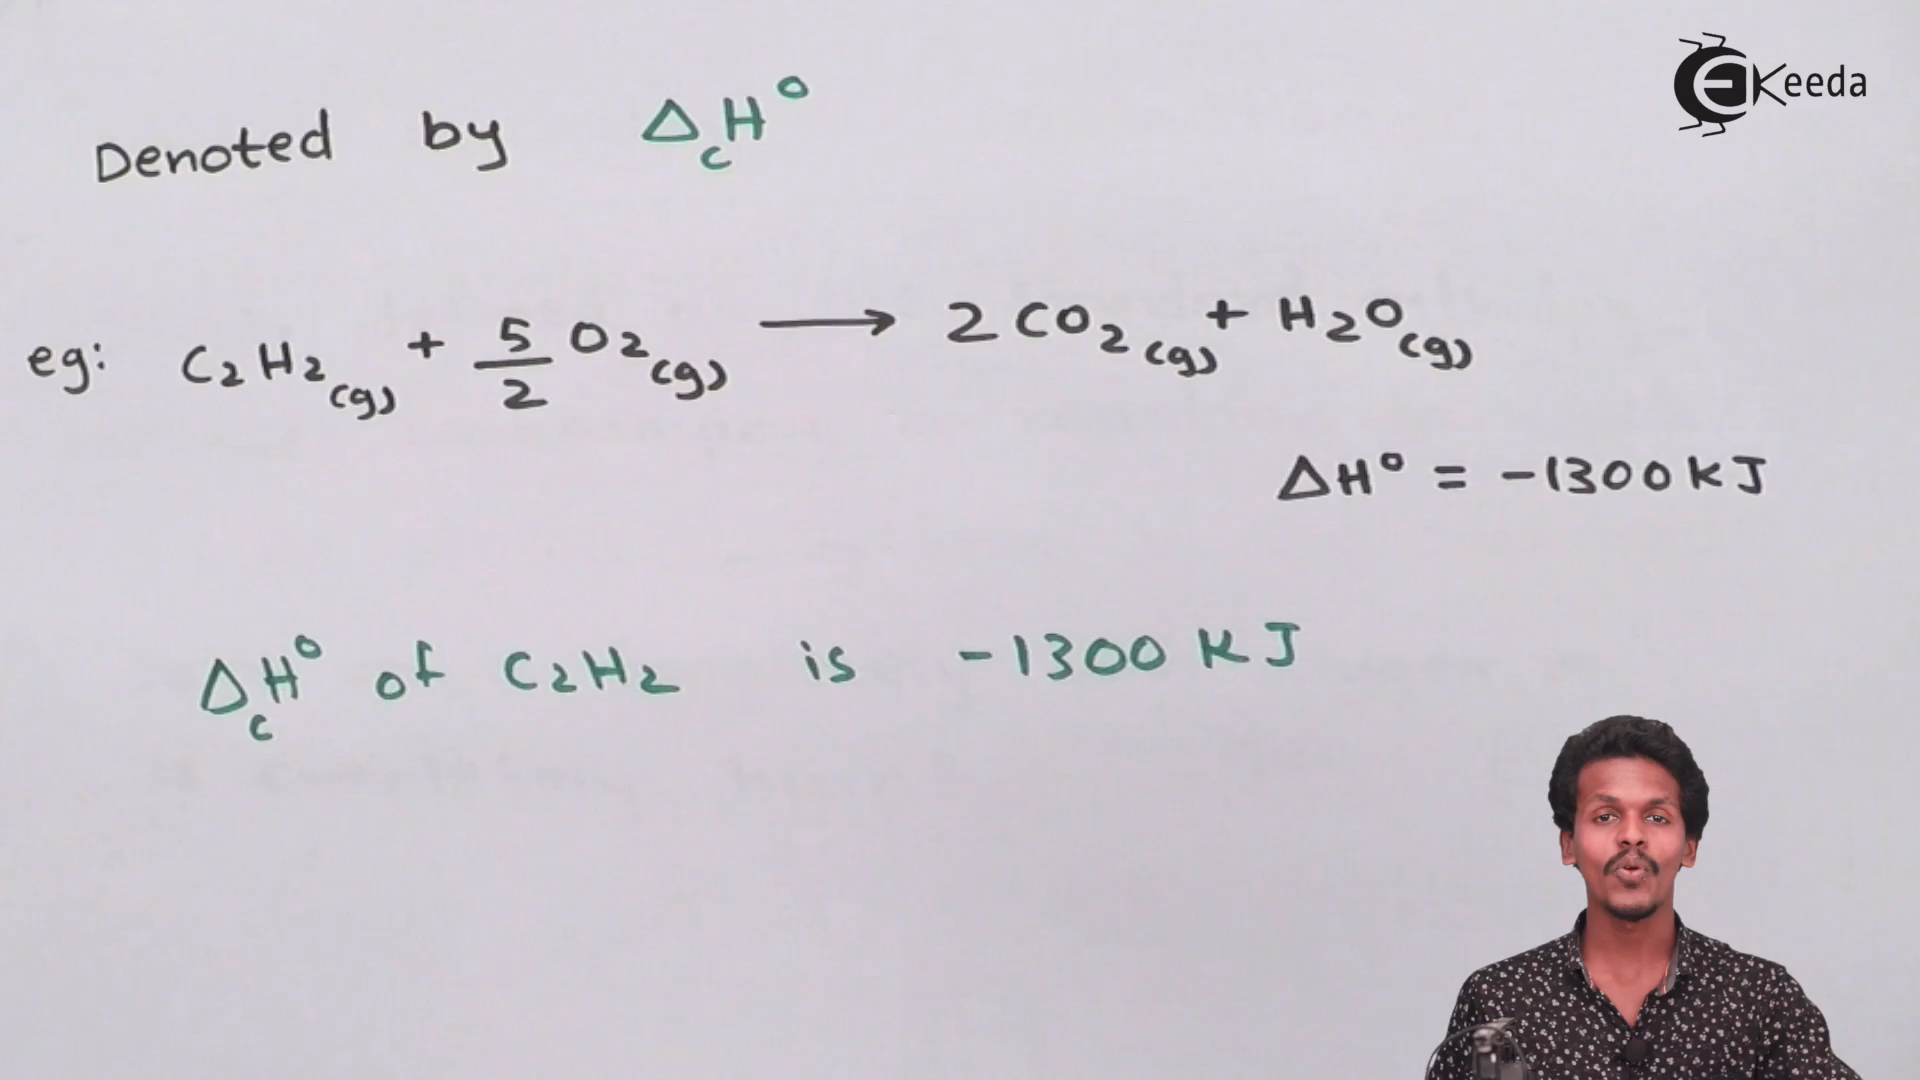 Keeda
Denoted by ΔcH°
eg: C₂H₂(g) + 5/2 O₂(g) ⟶ 2CO₂(g) + H₂O(g)
ΔH° = -1300 KJ
ΔcH° of C₂H₂ is -1300 KJ